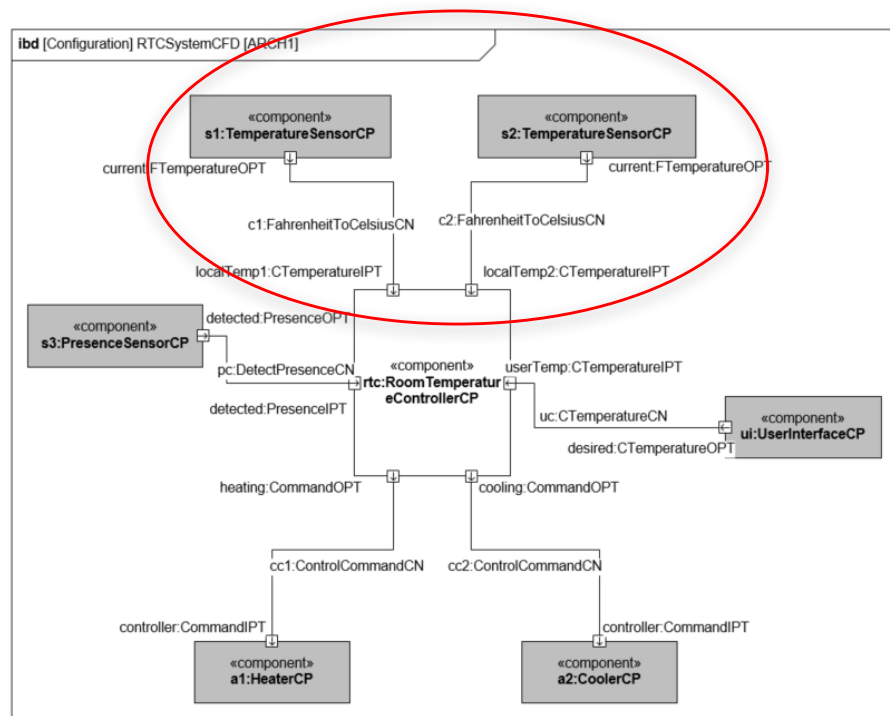 ibd [Configuration] RTCSystemCFD [ARCH1]
«component»
s1:TemperatureSensorCP
«component»
s2:TemperatureSensorCP
current:FTemperatureOPT
current:FTemperatureOPT
c1:FahrenheitToCelsiusCN
c2:FahrenheitToCelsiusCN
localTemp1:CTemperatureIPT
localTemp2:CTemperatureIPT
«component»
s3:PresenceSensorCP
detected:PresenceOPT
pc:DetectPresenceCN
detected:PresenceIPT
«component»
rtc:RoomTemperatur
eControllerCP
userTemp:CTemperatureIPT
uc:CTemperatureCN
desired:CTemperatureOPT
«component»
ui:UserInterfaceCP
heating:CommandOPT
cooling:CommandOPT
cc1:ControlCommandCN
cc2:ControlCommandCN
controller:CommandIPT
controller:CommandIPT
«component»
a1:HeaterCP
«component»
a2:CoolerCP